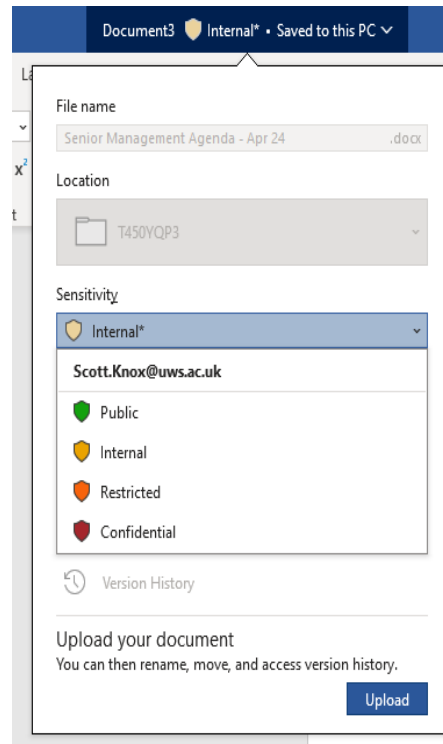 Document3 Internal* • Saved to this PC
La
File name
Senior Management Agenda - Apr 24 .docx
Location
x²
t
T450YQP3
Sensitivity
Internal*
Scott.Knox@uws.ac.uk
Public
Internal
Restricted
Confidential
Version History
Upload your document
You can then rename, move, and access version history.
Upload